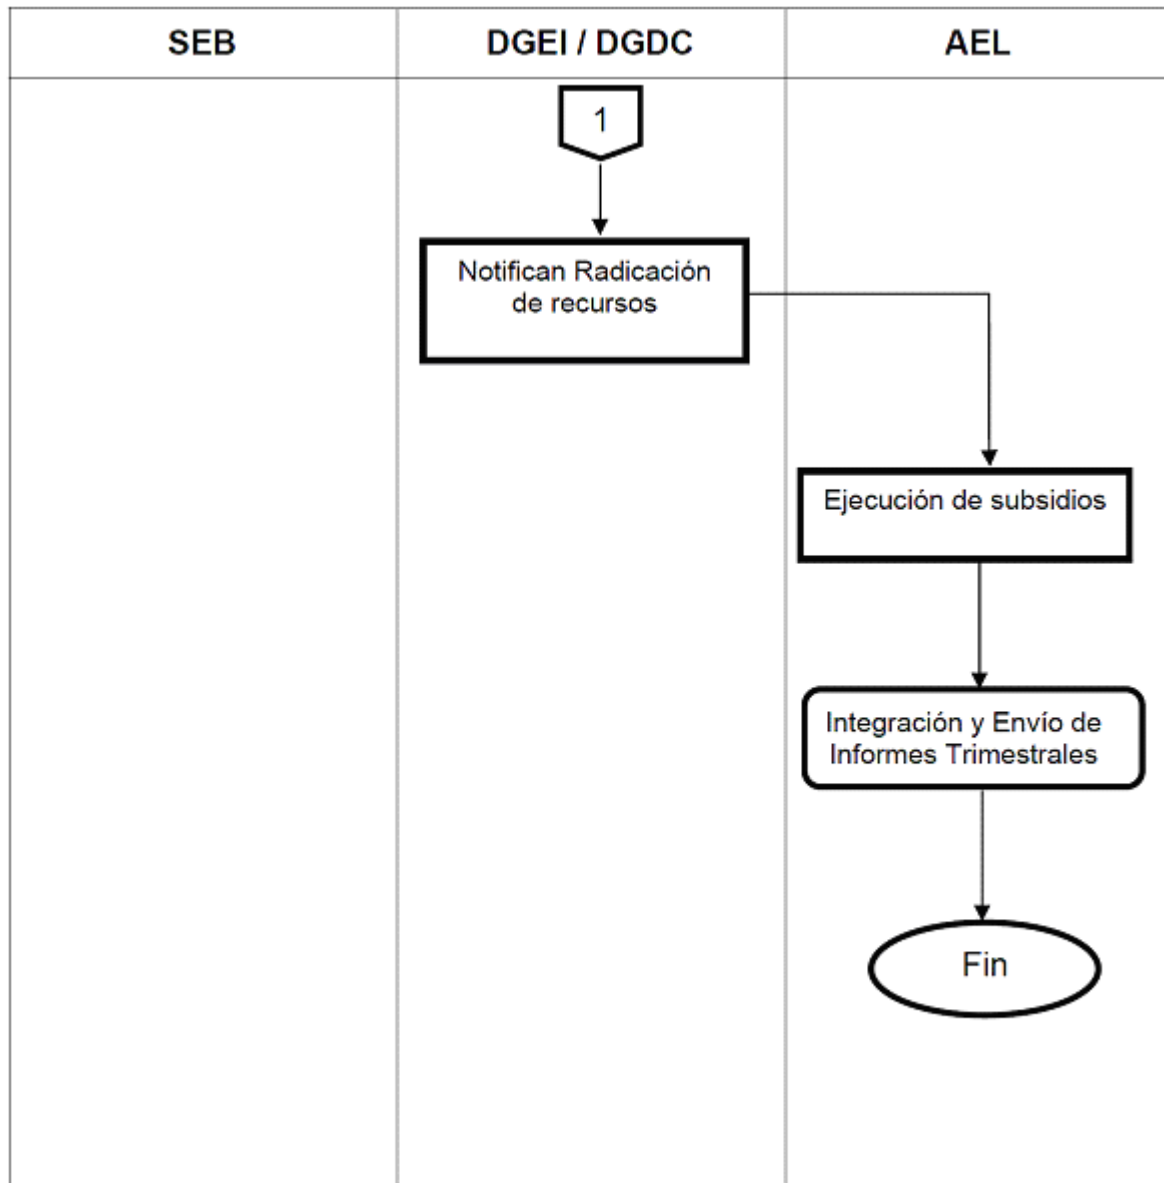 SEB
DGEI / DGDC
AEL
1
Notifican Radicación
de recursos
Ejecución de subsidios
Integración y Envío de
Informes Trimestrales
Fin